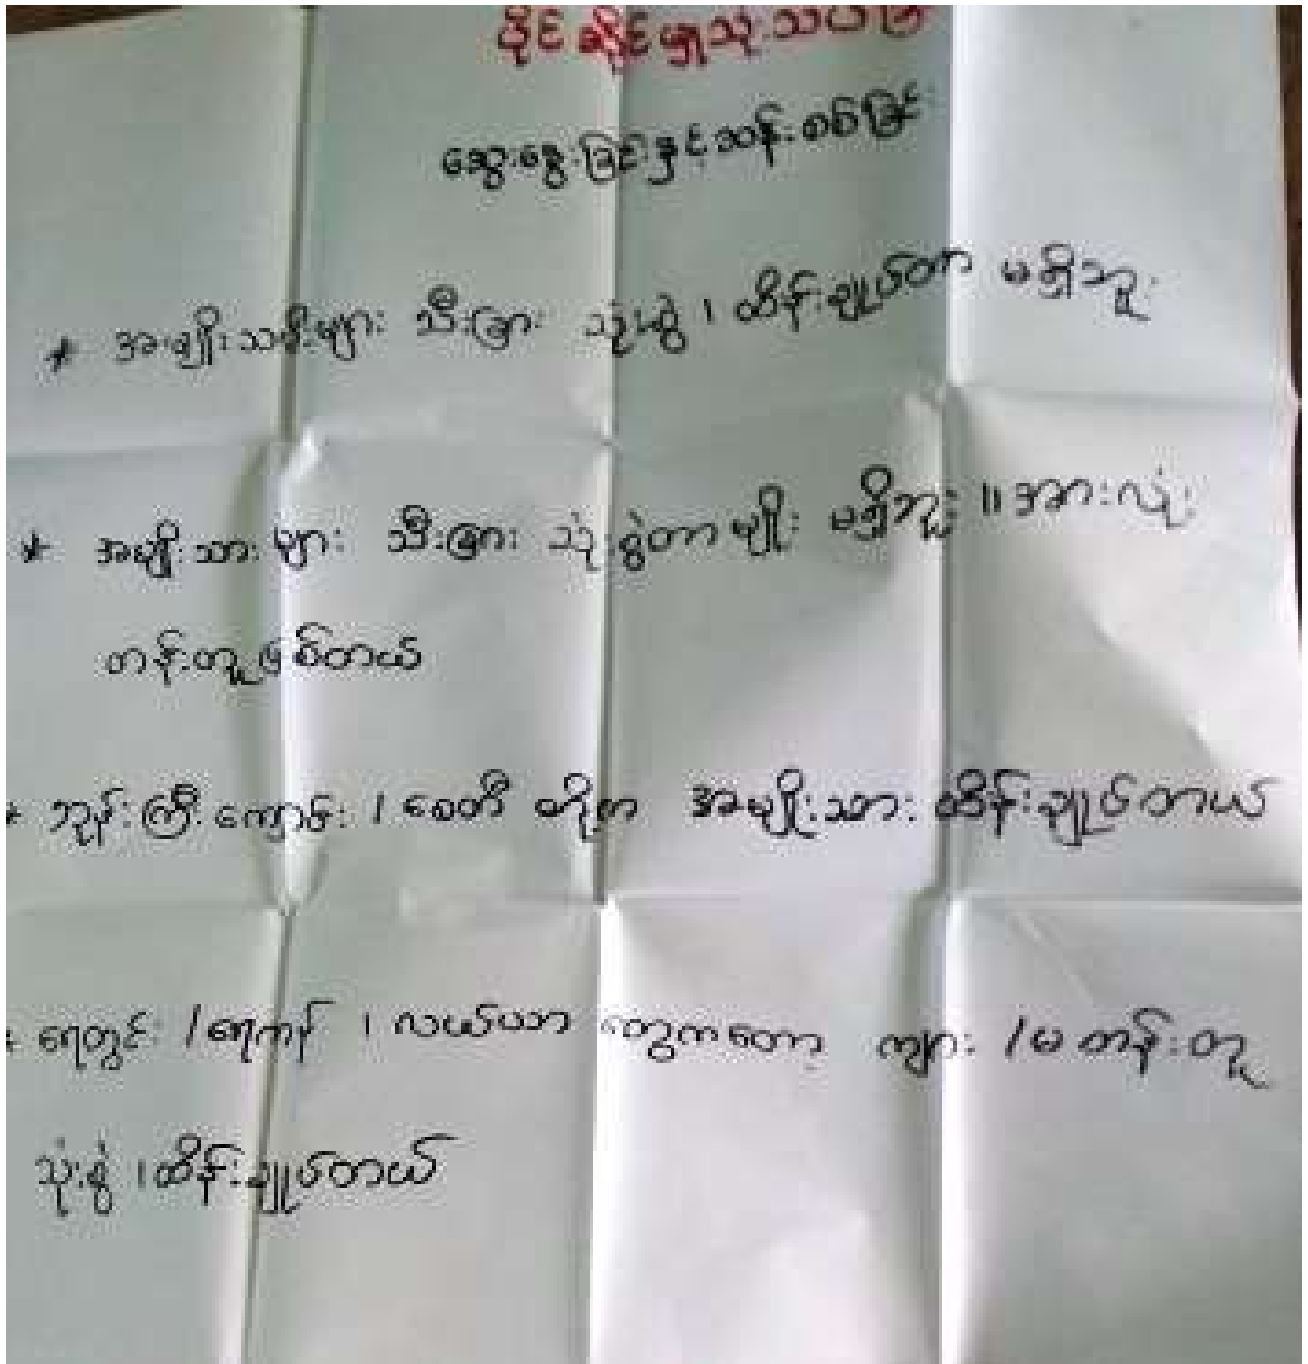 ပိုင်ဆိုင်မှုသုံးသပ်
ဆွေးနွေးခြင်းနှင့်ဆန်းစစ်ခြင်း
* အမျိုးသမီးများ သီးခြား သုံးစွဲ ၊ ထိန်းချုပ်တာ မရှိဘူး
* အမျိုးသားများ သီးခြား သုံးစွဲတာမျိုး မရှိဘူး ။ အားလုံး
တန်းတူဖြစ်တယ်
* ဘုန်းကြီးကျောင်း / စေတီ တို့က အမျိုးသား ထိန်းချုပ်တယ်
* ရေတွင်း / ရေကန် ၊ လယ်ယာ တွေကတော့ ကျား / မ တန်းတူ
သုံးစွဲ ၊ ထိန်းချုပ်တယ်